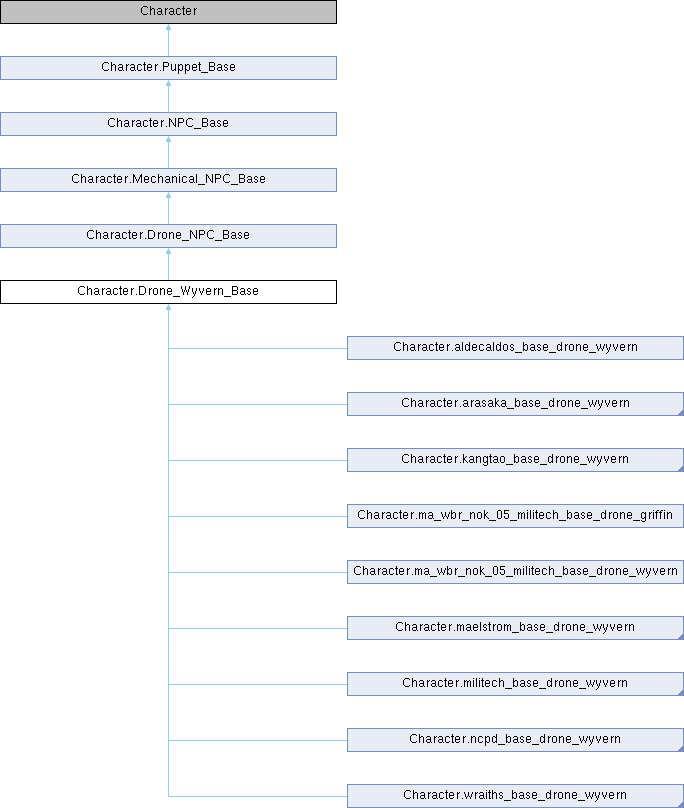 Character
Character.Puppet_Base
Character.NPC_Base
Character.Mechanical_NPC_Base
Character.Drone_NPC_Base
Character.Drone_Wyvern_Base
Character.aldecaldos_base_drone_wyvern
Character.arasaka_base_drone_wyvern
Character.kangtao_base_drone_wyvern
Character.ma_wbr_nok_05_militech_base_drone_griffin
Character.ma_wbr_nok_05_militech_base_drone_wyvern
Character.maelstrom_base_drone_wyvern
Character.militech_base_drone_wyvern
Character.ncpd_base_drone_wyvern
Character.wraiths_base_drone_wyvern